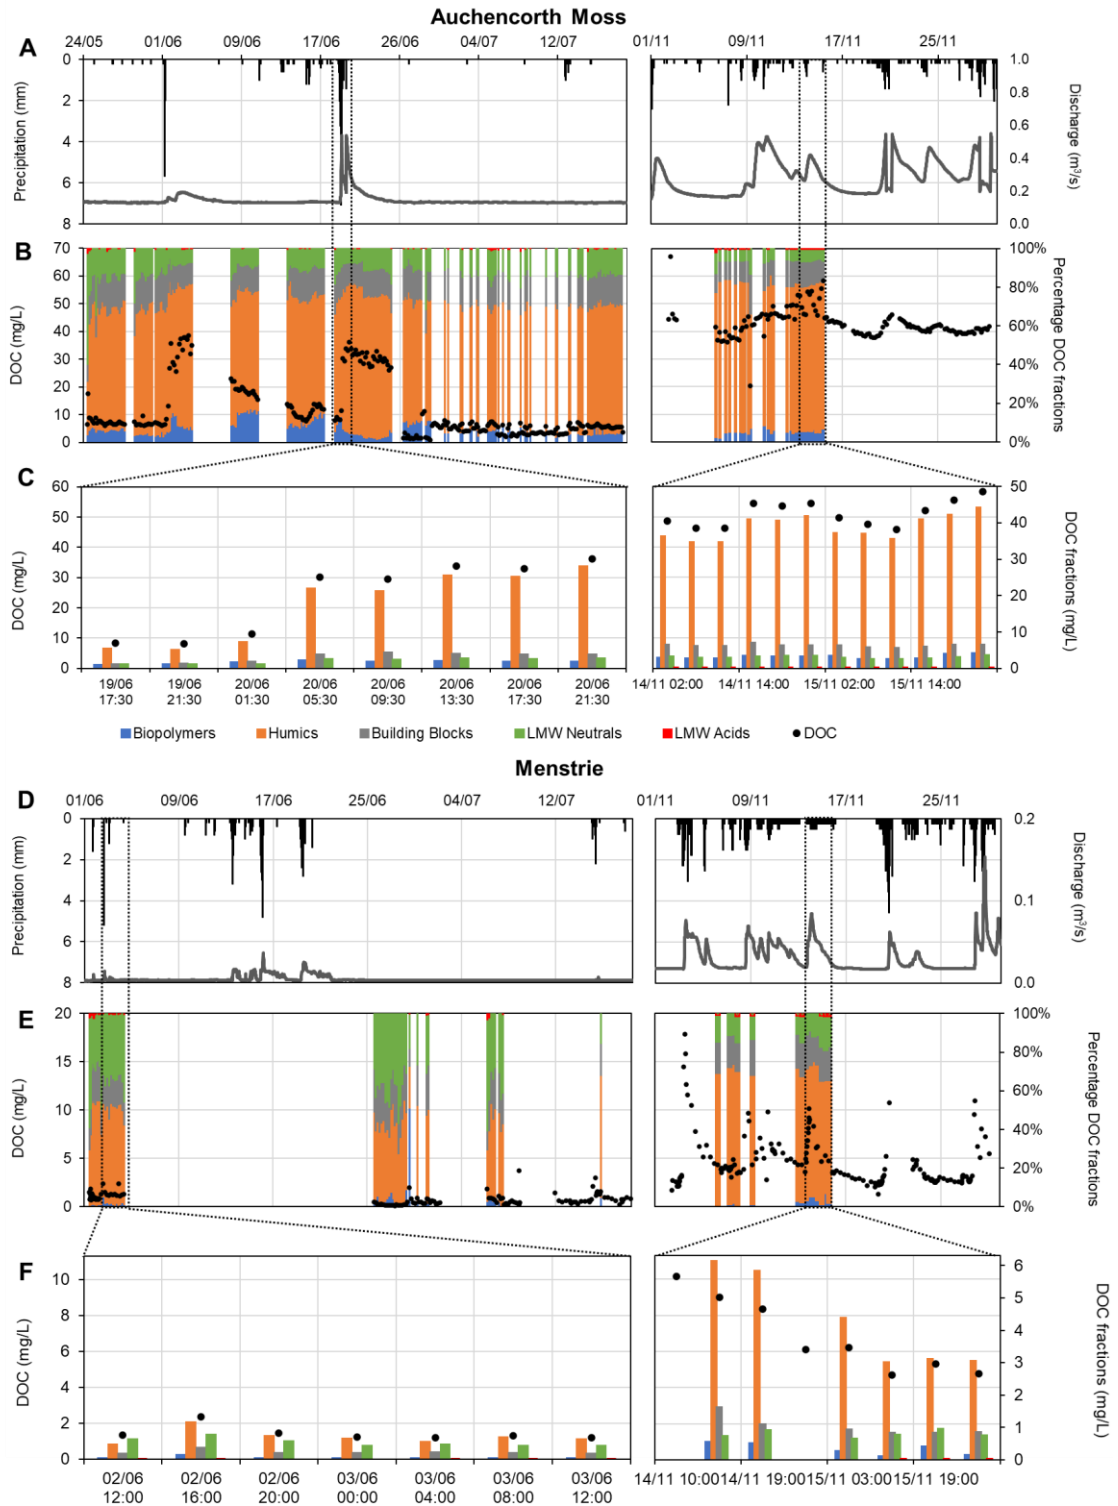 Auchencorth Moss
A
24/05 01/06 09/06 17/06 26/06 04/07 12/07 01/11 09/11 17/11 25/11
Precipitation (mm)
0
2
4
6
8
1.0
0.8
0.6
0.4
0.2
0.0
Discharge (m³/s)
B
DOC (mg/L)
70
60
50
40
30
20
10
0
100%
80%
60%
40%
20%
0%
Percentage DOC fractions
C
DOC (mg/L)
60
50
40
30
20
10
0
50
40
30
20
10
0
DOC fractions (mg/L)
19/06 19/06 20/06 20/06 20/06 20/06 20/06 20/06
17:30 21:30 01:30 05:30 09:30 13:30 17:30 21:30
14/11 02:00 14/11 14:00 15/11 02:00 15/11 14:00
Biopolymers Humics Building Blocks LMW Neutrals LMW Acids DOC
Menstrie
D
01/06 09/06 17/06 25/06 04/07 12/07 01/11 09/11 17/11 25/11
Precipitation (mm)
0
2
4
6
8
0.2
0.1
0.0
Discharge (m³/s)
E
DOC (mg/L)
20
15
10
5
0
100%
80%
60%
40%
20%
0%
Percentage DOC fractions
F
DOC (mg/L)
10
8
6
4
2
0
6
5
4
3
2
1
0
DOC fractions (mg/L)
02/06 02/06 02/06 03/06 03/06 03/06 03/06
12:00 16:00 20:00 00:00 04:00 08:00 12:00
14/11 10:00 14/11 19:00 15/11 03:00 15/11 19:00